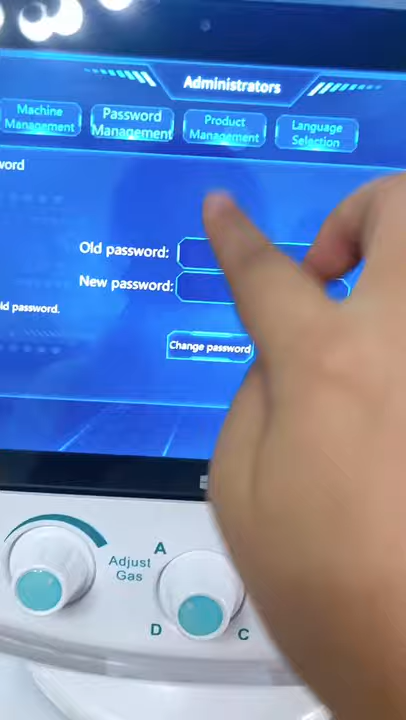 Administrators
Machine Management
Password Management
Product Management
Language Selection
word
Old password:
New password:
ld password.
Change password
Adjust Gas
A
D
C